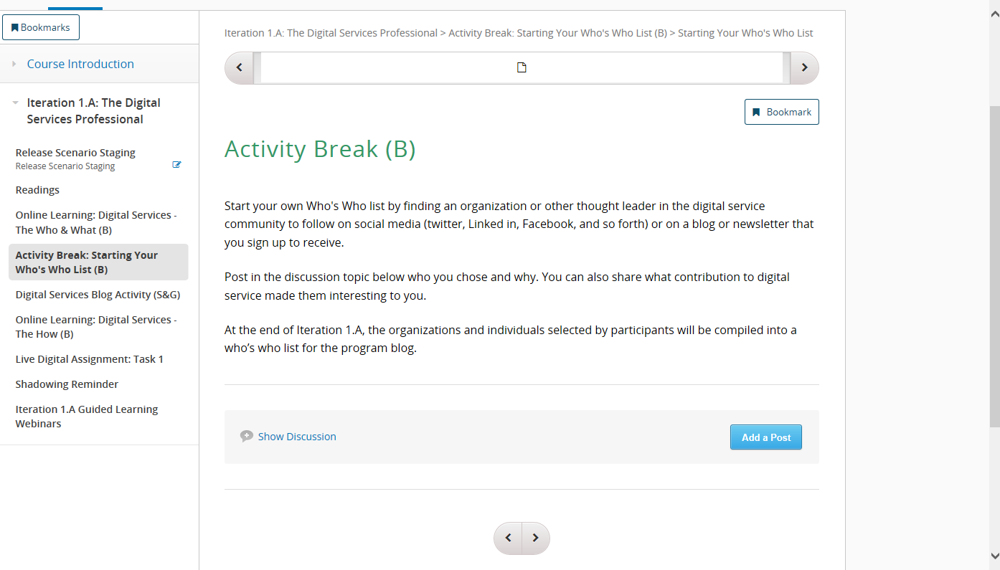 Bookmarks
Course Introduction
Iteration 1.A: The Digital
Services Professional
Release Scenario Staging
Release Scenario Staging
Readings
Online Learning: Digital Services -
The Who & What (B)
Activity Break: Starting Your
Who's Who List (B)
Digital Services Blog Activity (S&G)
Online Learning: Digital Services -
The How (B)
Live Digital Assignment: Task 1
Shadowing Reminder
Iteration 1.A Guided Learning
Webinars
Iteration 1.A: The Digital Services Professional > Activity Break: Starting Your Who's Who List (B) > Starting Your Who's Who List
Bookmark
Activity Break (B)
Start your own Who's Who list by finding an organization or other thought leader in the digital service
community to follow on social media (twitter, Linked in, Facebook, and so forth) or on a blog or newsletter that
you sign up to receive.
Post in the discussion topic below who you chose and why. You can also share what contribution to digital
service made them interesting to you.
At the end of Iteration 1.A, the organizations and individuals selected by participants will be compiled into a
who’s who list for the program blog.
Show Discussion
Add a Post